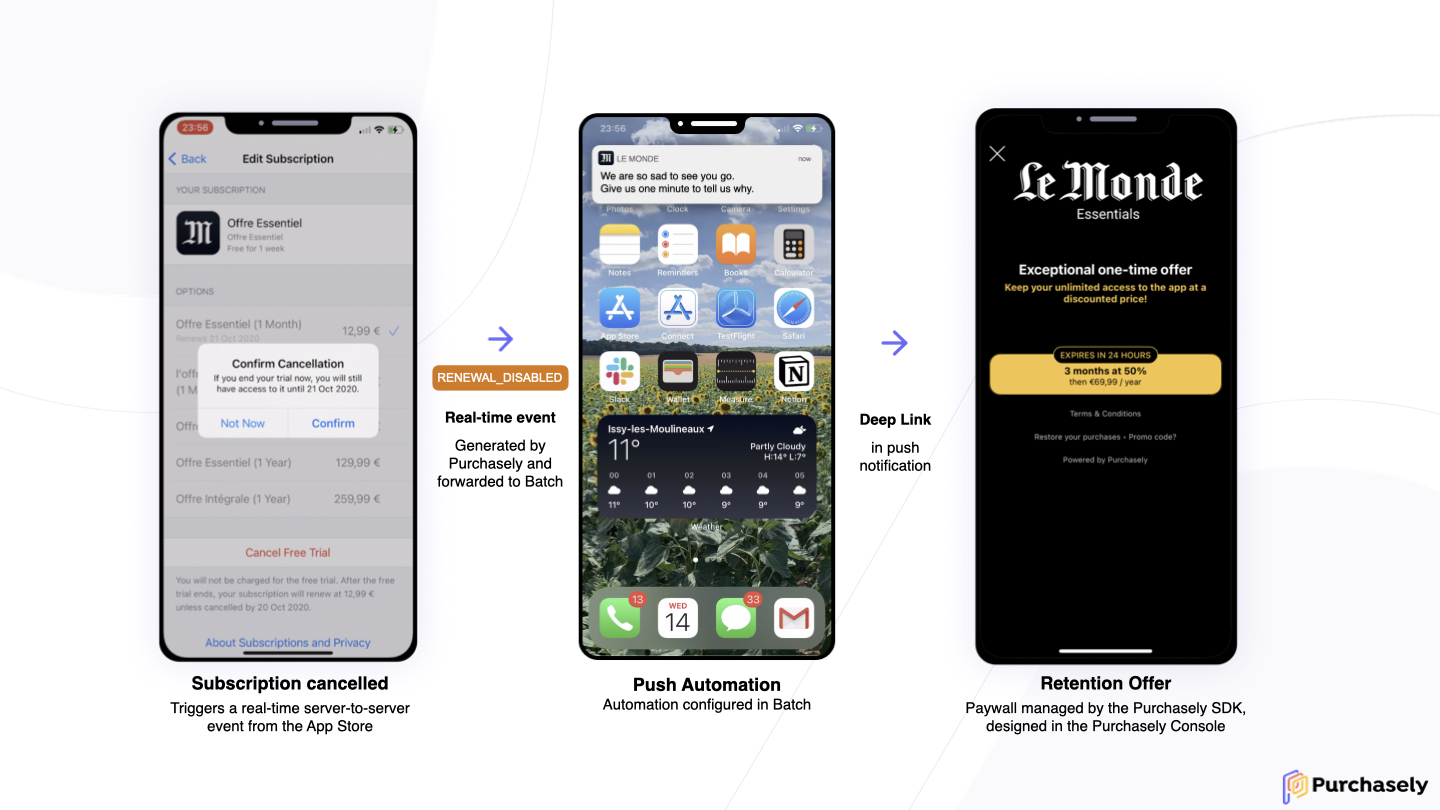 23:56
Back
Edit Subscription
YOUR SUBSCRIPTION
Offre Essentiel
Offre Essentiel
Free for 1 week
OPTIONS
Offre Essentiel (1 Month)
12,99 €
Renews 21 Oct 2020
Confirm Cancellation
If you end your trial now, you will still
have access to it until 21 Oct 2020.
Not Now
Confirm
Offre Essentiel (1 Year)
129,99 €
Offre Intégrale (1 Year)
259,99 €
Cancel Free Trial
You will not be charged for the free trial. After the free
trial ends, your subscription will renew at 12,99 €
unless cancelled by 20 Oct 2020.
About Subscriptions and Privacy
Subscription cancelled
Triggers a real-time server-to-server
event from the App Store
RENEWAL_DISABLED
Real-time event
Generated by
Purchasely and
forwarded to Batch
23:56
LE MONDE
now
We are so sad to see you go.
Give us one minute to tell us why.
Photos Clock Camera Settings
Notes Reminders Books Calculator
App Store Connect TestFlight Safari
Slack Wallet Measure Notion
Issy-les-Moulineaux
11°
Partly Cloudy
H:14° L:7°
00 01 02 03 04 05
11° 10° 10° 9° 9° 9°
Weather
13
WED
14
33
Push Automation
Automation configured in Batch
Deep Link
in push
notification
Le Monde
Essentials
Exceptional one-time offer
Keep your unlimited access to the app at a
discounted price!
EXPIRES IN 24 HOURS
3 months at 50%
then €69,99 / year
Terms & Conditions
Restore your purchases • Promo code?
Powered by Purchasely
Retention Offer
Paywall managed by the Purchasely SDK,
designed in the Purchasely Console
Purchasely